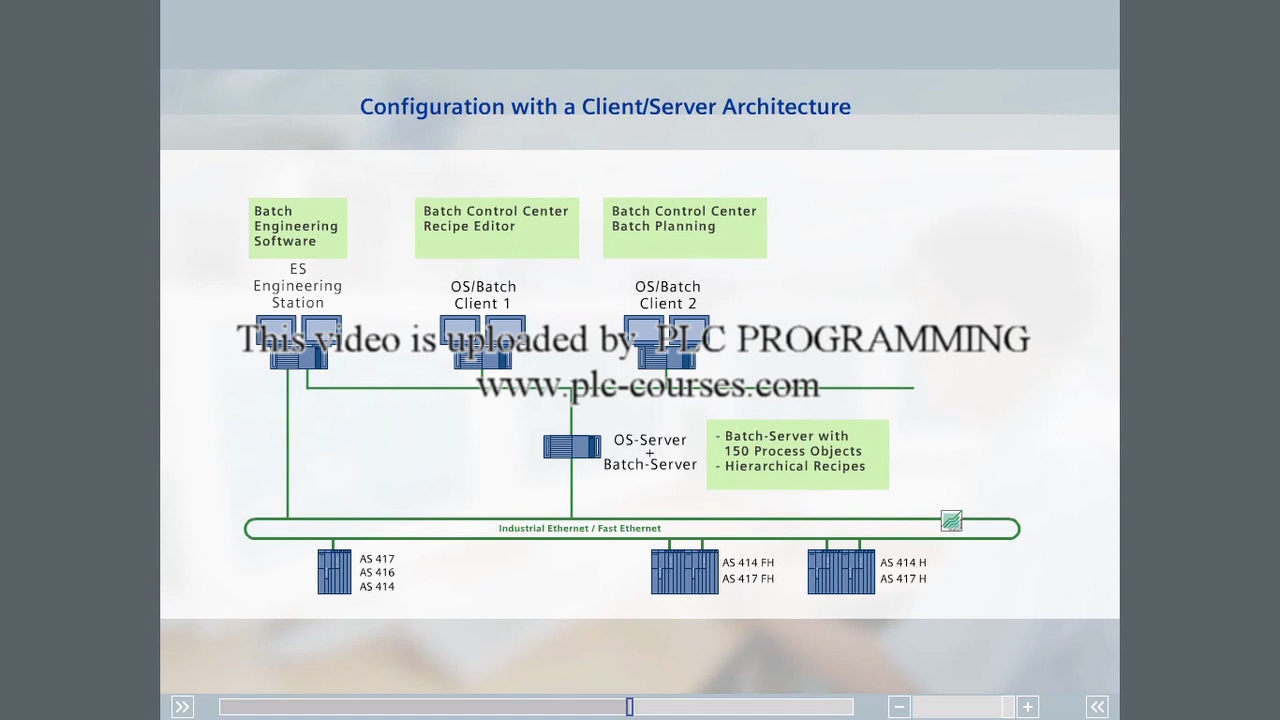 Configuration with a Client/Server Architecture
Batch
Engineering
Software
Batch Control Center
Recipe Editor
Batch Control Center
Batch Planning
ES
Engineering
Station
OS/Batch
Client 1
OS/Batch
Client 2
This video is uploaded by PLC PROGRAMMING
www.plc-courses.com
OS-Server
+
Batch-Server
- Batch-Server with
150 Process Objects
- Hierarchical Recipes
Industrial Ethernet / Fast Ethernet
AS 417
AS 416
AS 414
AS 414 FH
AS 417 FH
AS 414 H
AS 417 H